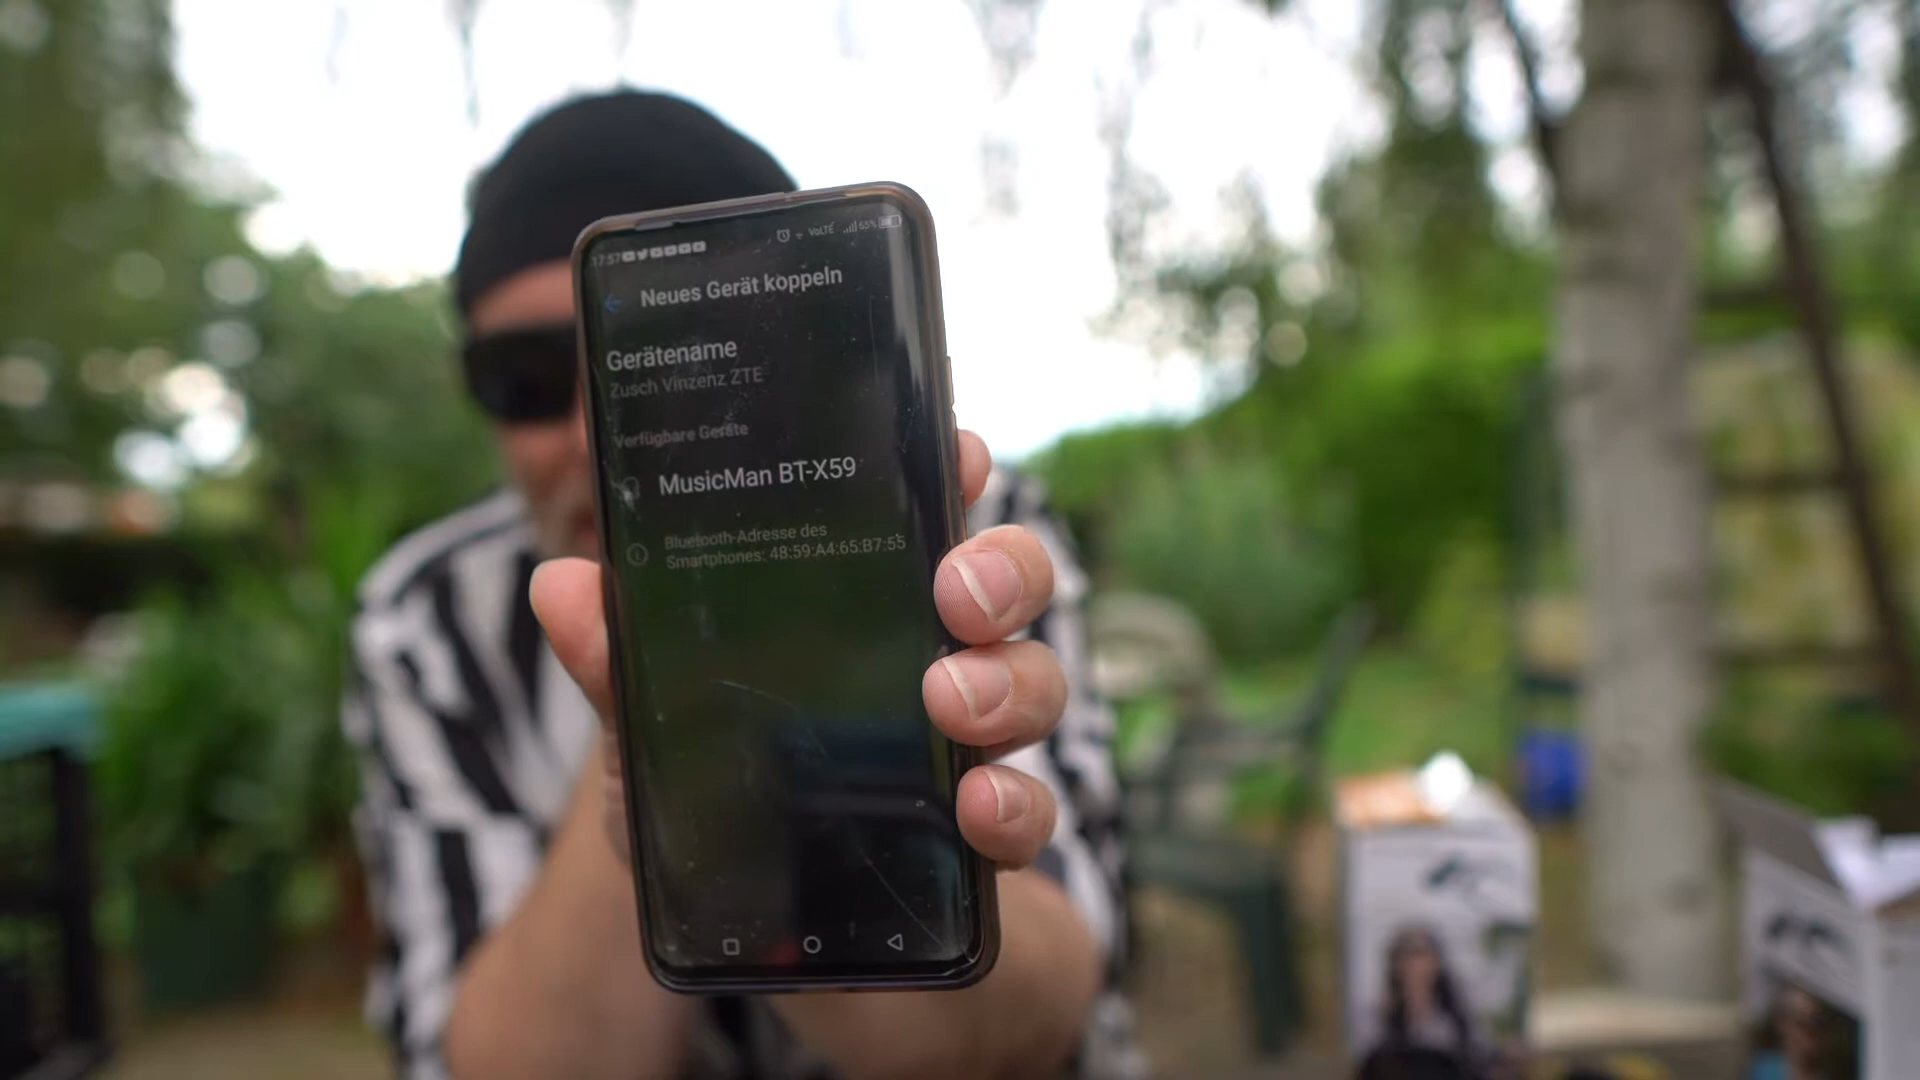 17:57 VoLTE 55%
Neues Gerät koppeln
Gerätename
Zusch Vinzenz ZTE
Verfügbare Geräte
MusicMan BT-X59
Bluetooth-Adresse des
Smartphones: 48:59:A4:65:B7:55